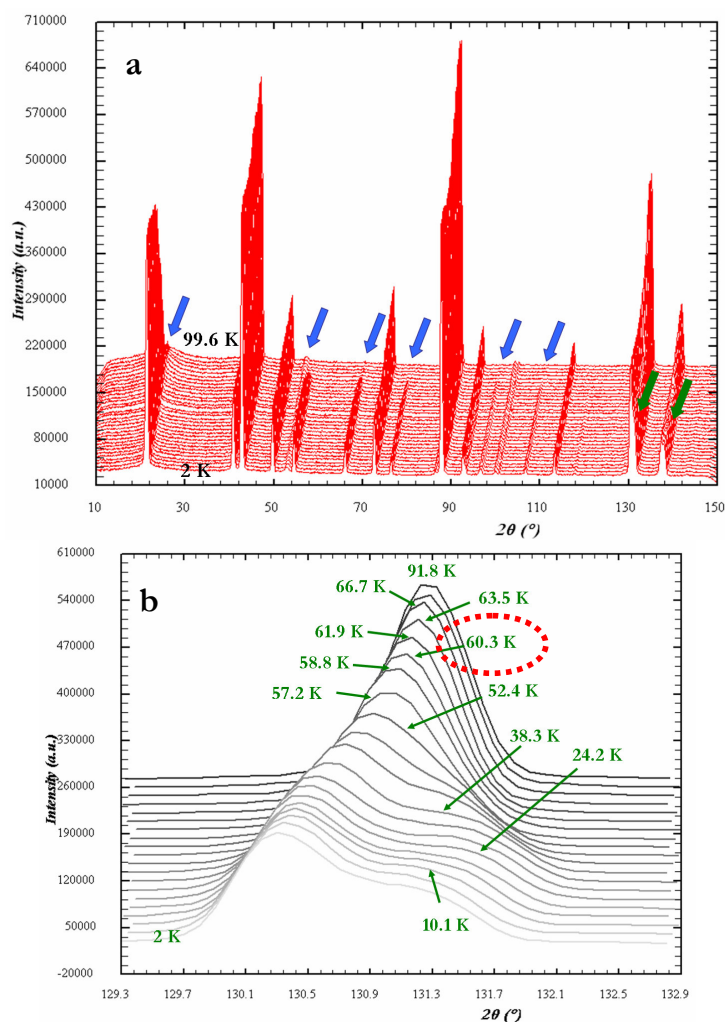 a
710000
640000
570000
500000
430000
360000
290000
220000
150000
80000
10000
Intensity (a.u.)
99.6 K
2 K
10 30 50 70 90 110 130 150
2θ (°)
b
610000
540000
470000
400000
330000
260000
190000
120000
50000
-20000
Intensity (a.u.)
91.8 K
66.7 K
63.5 K
61.9 K
60.3 K
58.8 K
57.2 K
52.4 K
38.3 K
24.2 K
10.1 K
2 K
129.3 129.7 130.1 130.5 130.9 131.3 131.7 132.1 132.5 132.9
2θ (°)